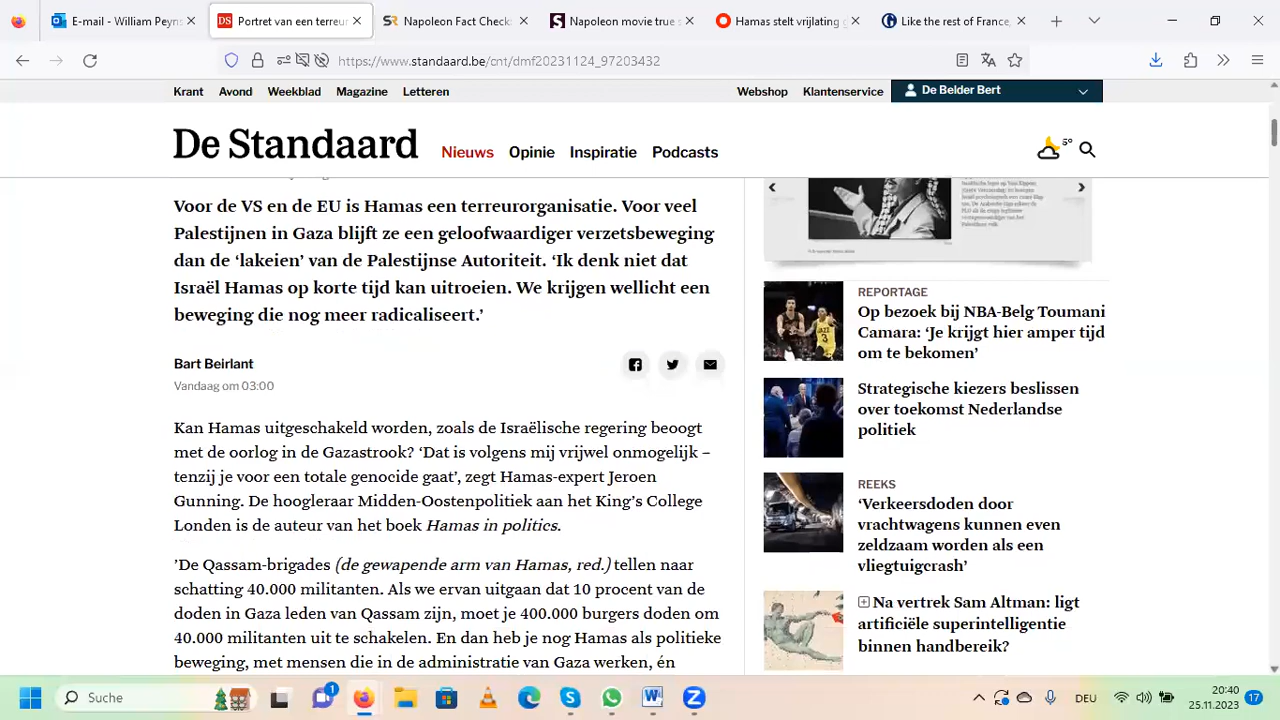 E-mail - William Peyns
Portret van een terreur
Napoleon Fact Check:
Napoleon movie: the s
Hamas stelt vrijlating g
Like the rest of France,
https://www.standaard.be/cnt/dmf20231124_97203432
Krant Avond Weekblad Magazine Letteren Webshop Klantenservice De Belder Bert
De Standaard Nieuws Opinie Inspiratie Podcasts 5°
Voor de VS en de EU is Hamas een terreurorganisatie. Voor veel
Palestijnen in Gaza blijft ze een geloofwaardiger verzetsbeweging
dan de ‘lakeien’ van de Palestijnse Autoriteit. ‘Ik denk niet dat
Israël Hamas op korte tijd kan uitroeien. We krijgen wellicht een
beweging die nog meer radicaliseert.’
Bart Beirlant
Vandaag om 03:00
Kan Hamas uitgeschakeld worden, zoals de Israëlische regering beoogt
met de oorlog in de Gazastrook? ‘Dat is volgens mij vrijwel onmogelijk –
tenzij je voor een totale genocide gaat’, zegt Hamas-expert Jeroen
Gunning. De hoogleraar Midden-Oostenpolitiek aan het King’s College
Londen is de auteur van het boek Hamas in politics.
’De Qassam-brigades (de gewapende arm van Hamas, red.) tellen naar
schatting 40.000 militanten. Als we ervan uitgaan dat 10 procent van de
doden in Gaza leden van Qassam zijn, moet je 400.000 burgers doden om
40.000 militanten uit te schakelen. En dan heb je nog Hamas als politieke
beweging, met mensen die in de administratie van Gaza werken, én
REPORTAGE
Op bezoek bij NBA-Belg Toumani
Camara: ‘Je krijgt hier amper tijd
om te bekomen’
Strategische kiezers beslissen
over toekomst Nederlandse
politiek
REEKS
‘Verkeersdoden door
vrachtwagens kunnen even
zeldzaam worden als een
vliegtuigcrash’
Na vertrek Sam Altman: ligt
artificiële superintelligentie
binnen handbereik?
Suche 1 DEU 20:40
25.11.2023 17